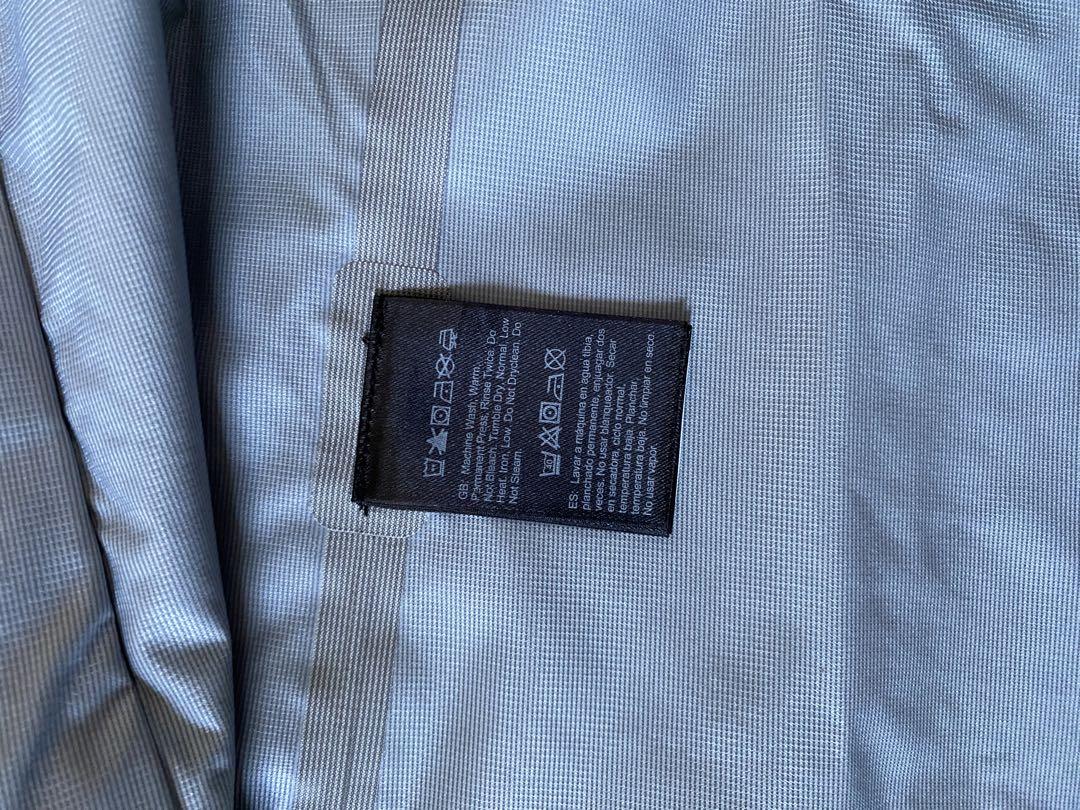 GB: Machine Wash, Warm,
Permanent Press, Rinse Twice. Do
Not Bleach. Tumble Dry, Normal, Low
Heat. Iron, Low. Do Not Dryclean. Do
Not Steam.
40
ES: Lavar a máquina en agua tibia,
planchado permanente, enjuagar dos
veces. No usar blanqueador. Secar
en secadora, ciclo normal,
temperatura baja. Planchar,
temperatura baja. No limpiar en seco.
No usar vapor.